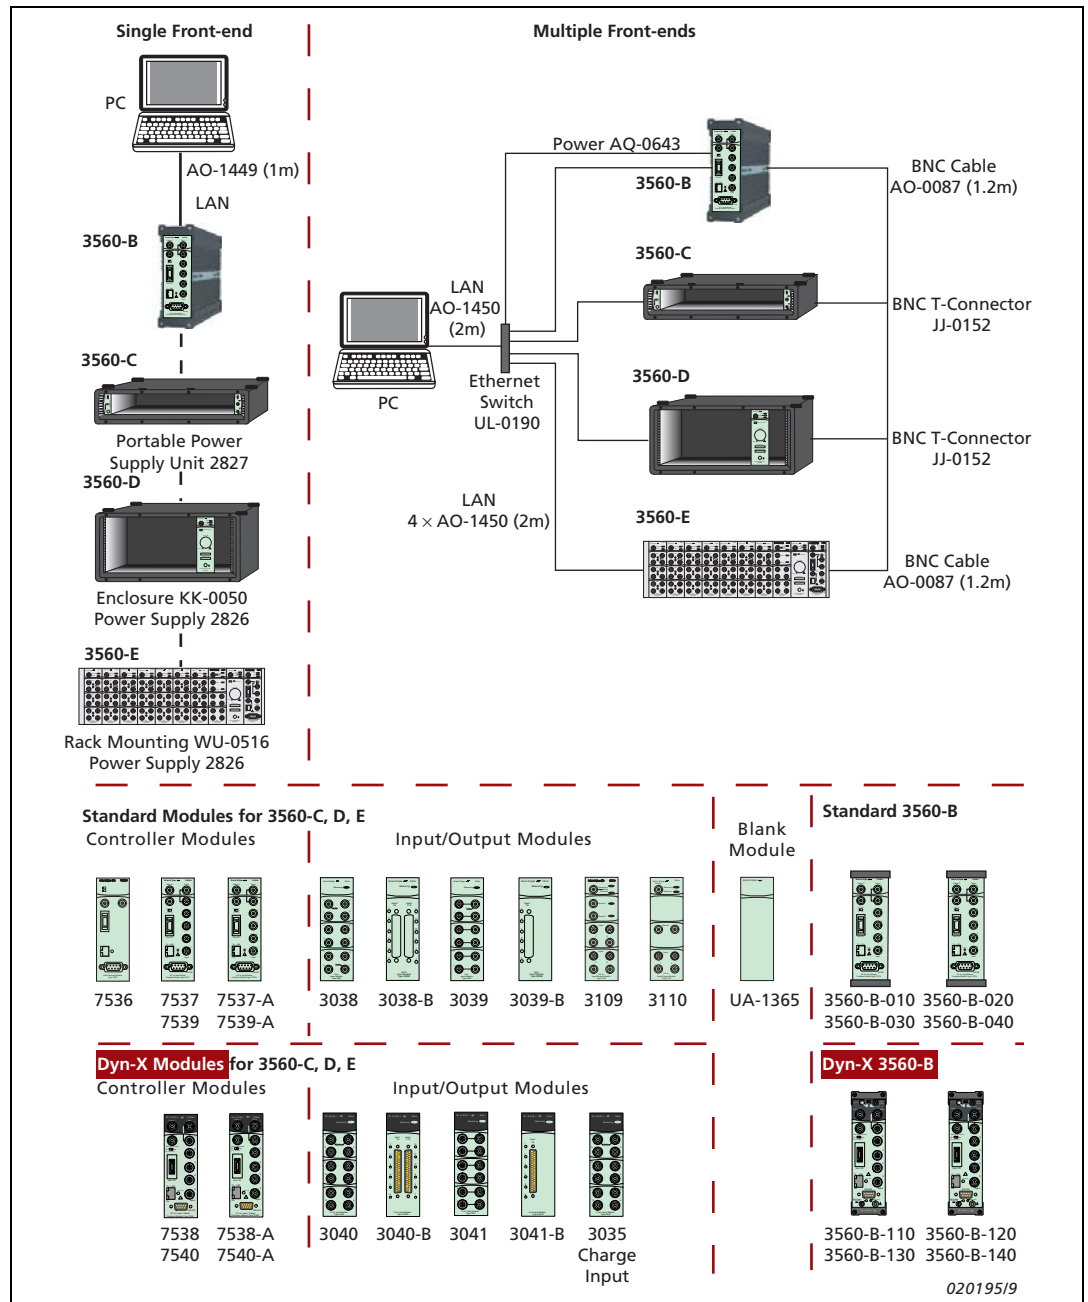 Single Front-end
Multiple Front-ends
PC
AO-1449 (1m)
LAN
3560-B
3560-C
Portable Power
Supply Unit 2827
3560-D
Enclosure KK-0050
Power Supply 2826
3560-E
Rack Mounting WU-0516
Power Supply 2826
Power AQ-0643
3560-B
BNC Cable
AO-0087 (1.2m)
3560-C
LAN
AO-1450
(2m)
BNC T-Connector
JJ-0152
PC
Ethernet
Switch
UL-0190
3560-D
BNC T-Connector
JJ-0152
LAN
4 × AO-1450 (2m)
3560-E
BNC Cable
AO-0087 (1.2m)
Standard Modules for 3560-C, D, E
Controller Modules
Input/Output Modules
Blank
Module
Standard 3560-B
7536
7537
7539
7537-A
7539-A
3038
3038-B
3039
3039-B
3109
3110
UA-1365
3560-B-010
3560-B-030
3560-B-020
3560-B-040
Dyn-X Modules for 3560-C, D, E
Controller Modules
Input/Output Modules
Dyn-X 3560-B
7538
7540
7538-A
7540-A
3040
3040-B
3041
3041-B
3035
Charge
Input
3560-B-110
3560-B-130
3560-B-120
3560-B-140
020195/9